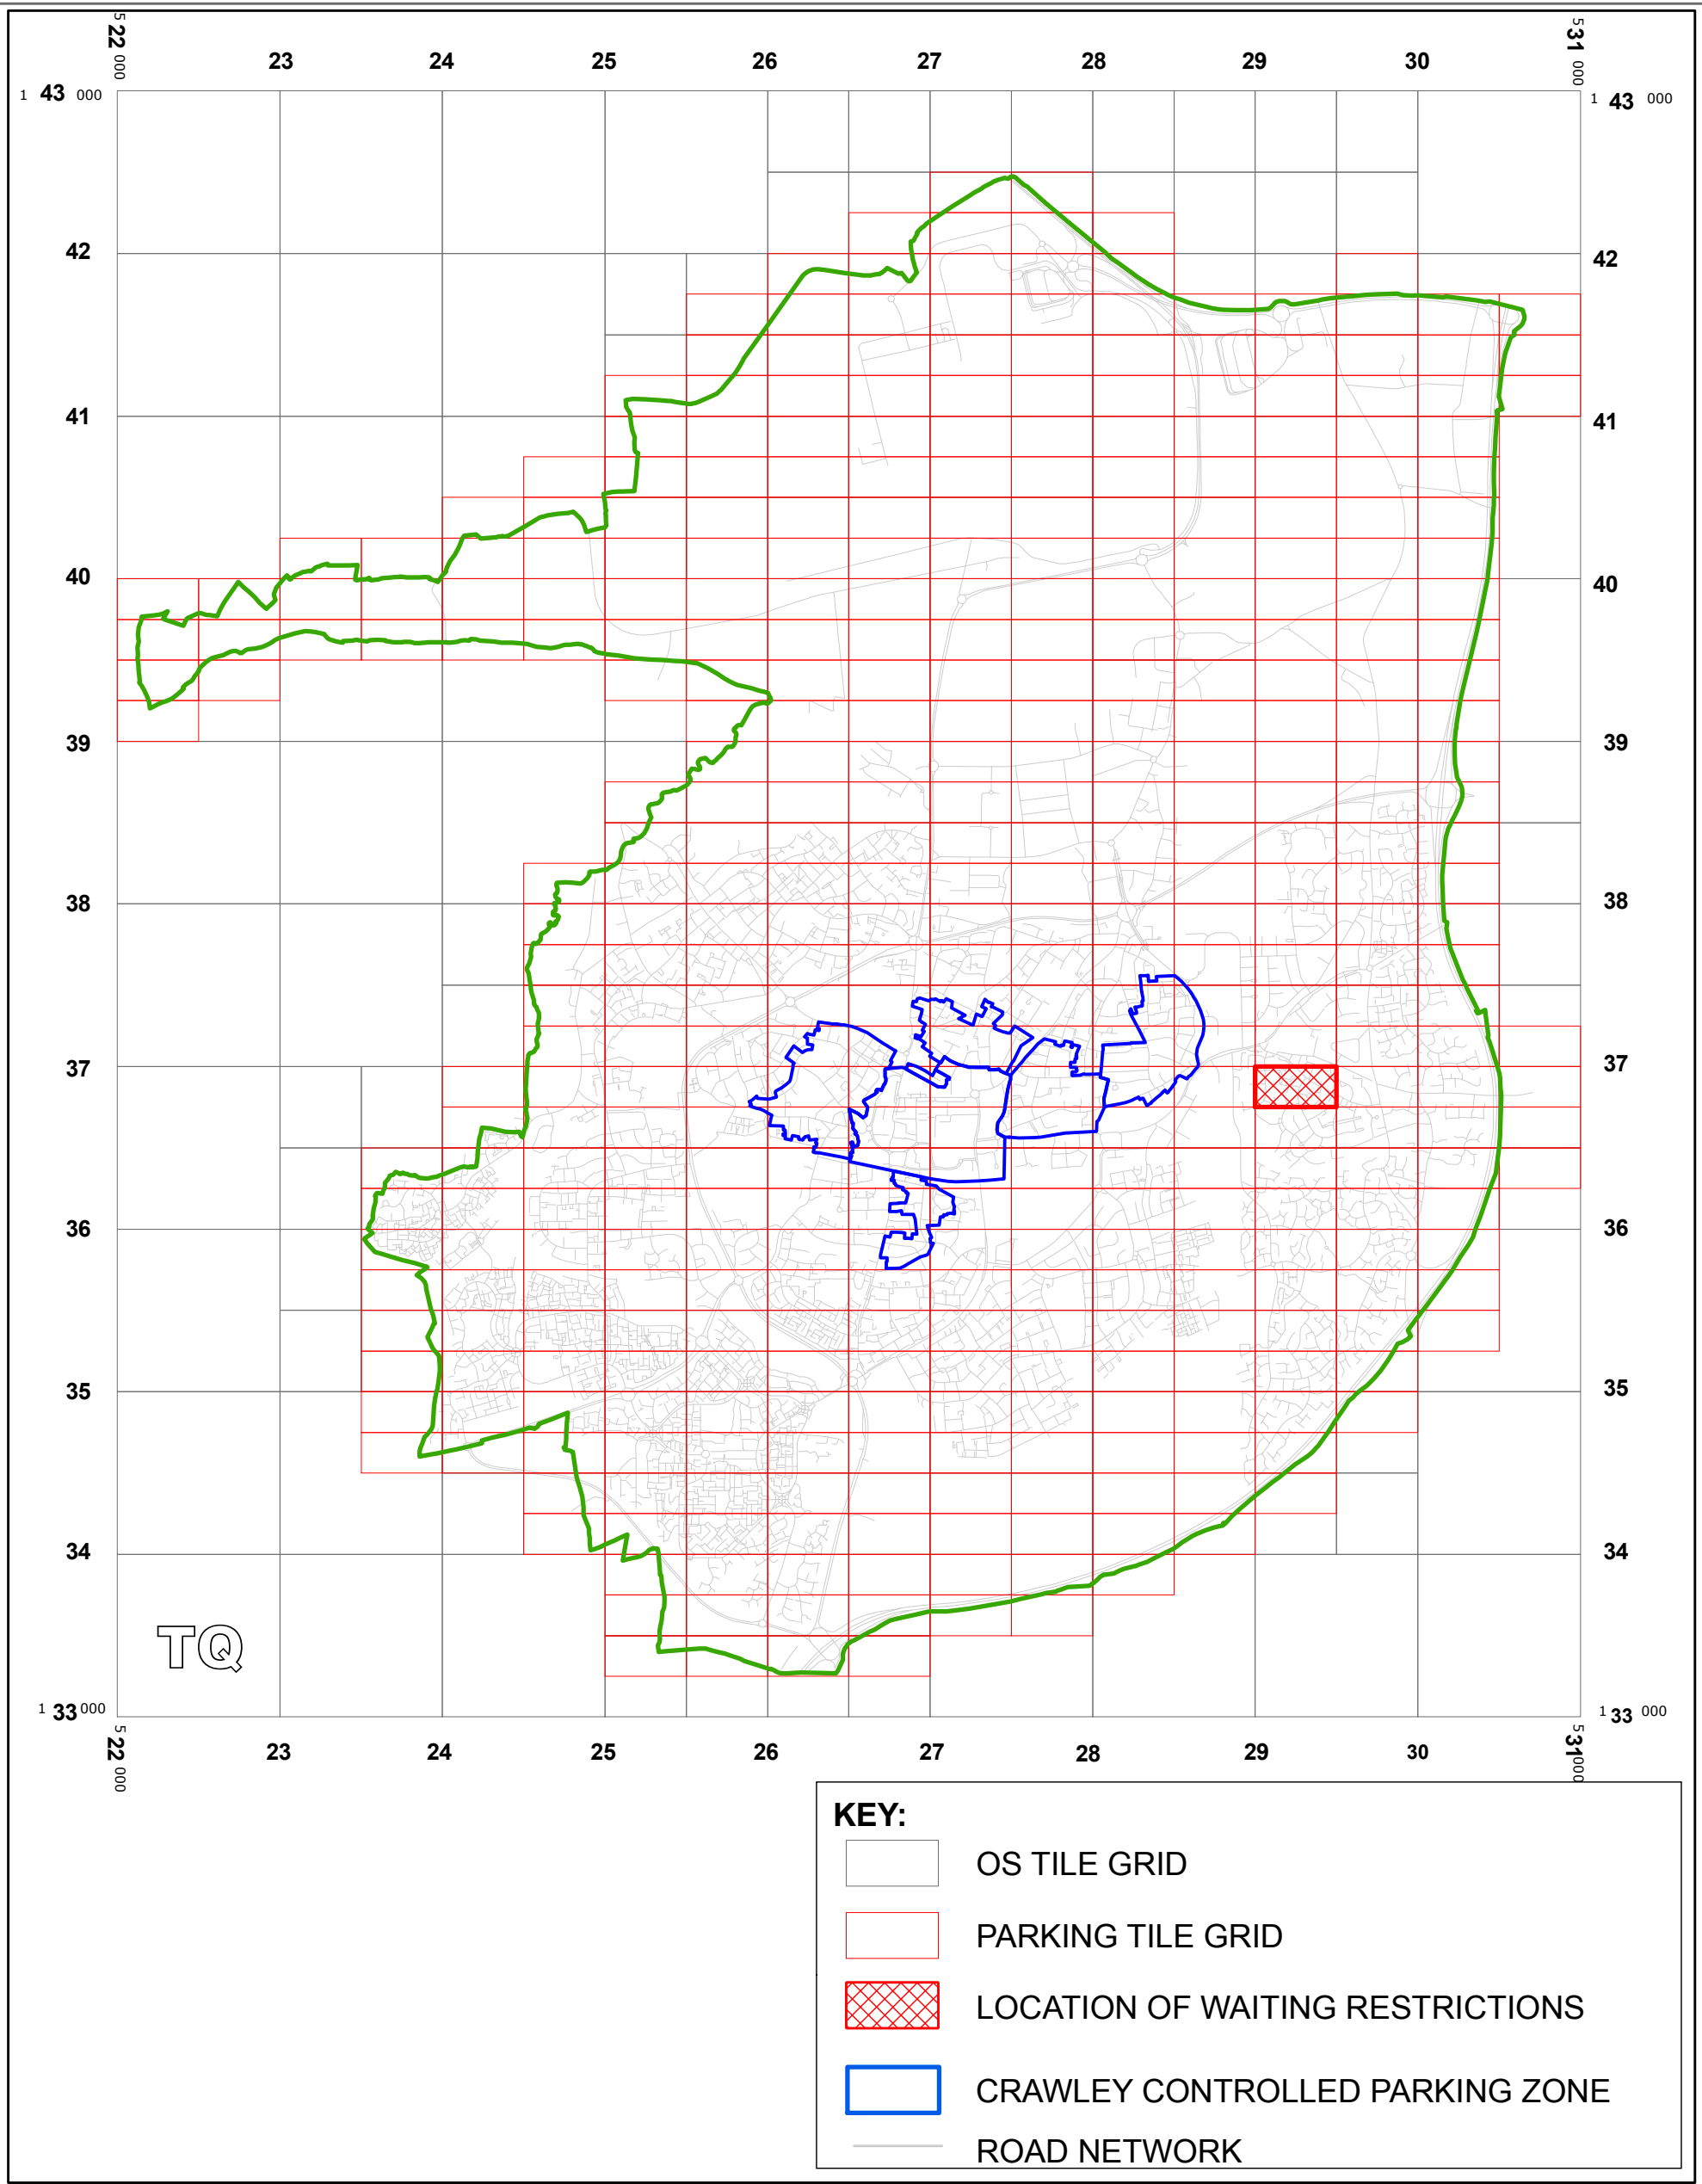 5 22 000 23 24 25 26 27 28 29 30 5 31 000
1 43 000 1 43 000
42 42
41 41
40 40
39 39
38 38
37 37
36 36
35 35
34 34
TQ
1 33 000 1 33 000
5 22 000 23 24 25 26 27 28 29 30 5 31 000
KEY:
OS TILE GRID
PARKING TILE GRID
LOCATION OF WAITING RESTRICTIONS
CRAWLEY CONTROLLED PARKING ZONE
ROAD NETWORK